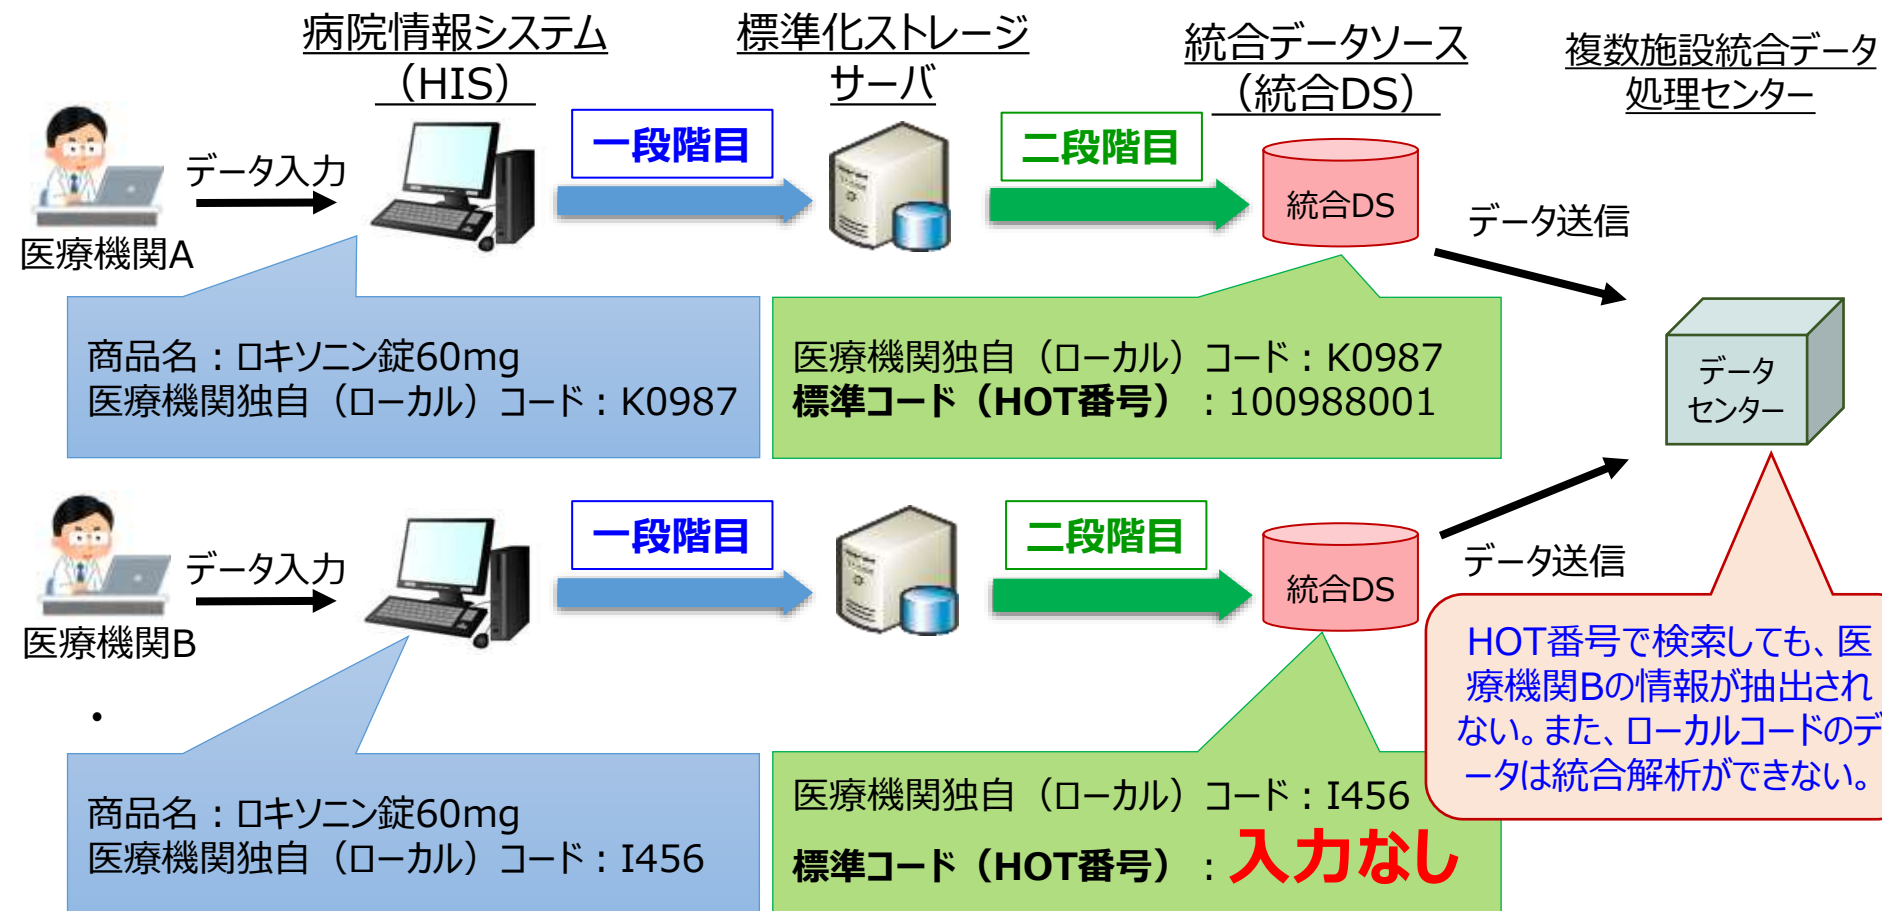 病院情報システム
（HIS）
標準化ストレージ
サーバ
統合データソース
（統合DS）
複数施設統合データ
処理センター
医療機関A
データ入力
一段階目
二段階目
統合DS
データ送信
商品名：ロキソニン錠60mg
医療機関独自（ローカル）コード：K0987
医療機関独自（ローカル）コード：K0987
標準コード（HOT番号）：100988001
データ
センター
医療機関B
データ入力
一段階目
二段階目
統合DS
データ送信
HOT番号で検索しても、医
療機関Bの情報が抽出され
ない。また、ローカルコードのデ
ータは統合解析ができない。
・
商品名：ロキソニン錠60mg
医療機関独自（ローカル）コード：I456
医療機関独自（ローカル）コード：I456
標準コード（HOT番号）：入力なし